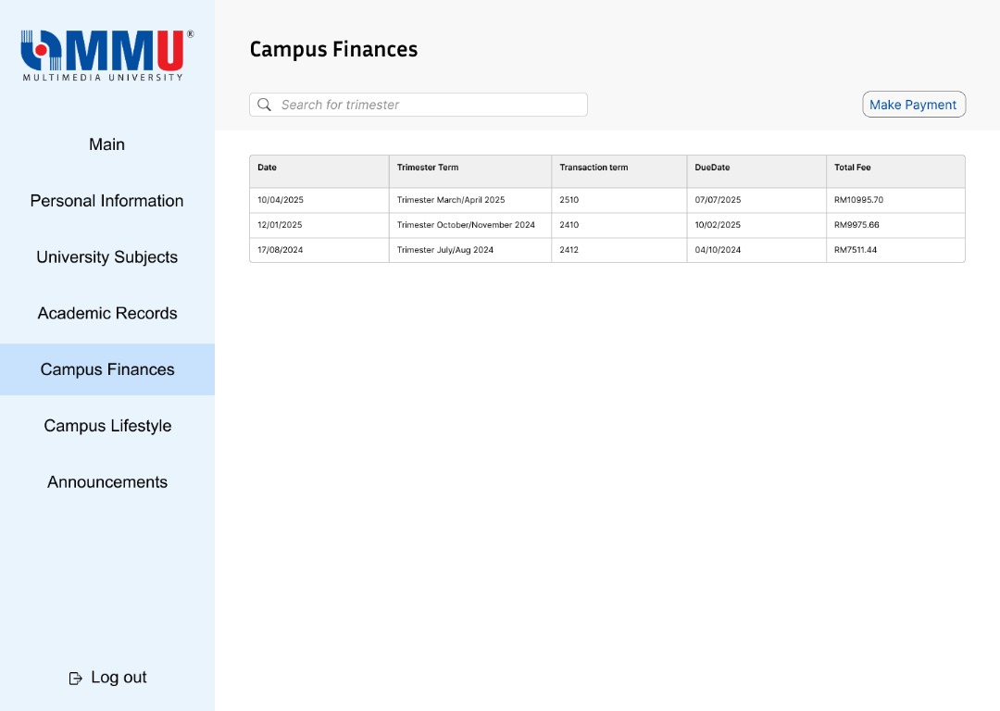 MMU®
MULTIMEDIA UNIVERSITY
Main
Personal Information
University Subjects
Academic Records
Campus Finances
Campus Lifestyle
Announcements
Log out
Campus Finances
Search for trimester
Make Payment
Date Trimester Term Transaction term DueDate Total Fee
10/04/2025 Trimester March/April 2025 2510 07/07/2025 RM10995.70
12/01/2025 Trimester October/November 2024 2410 10/02/2025 RM9975.66
17/08/2024 Trimester July/Aug 2024 2412 04/10/2024 RM7511.44